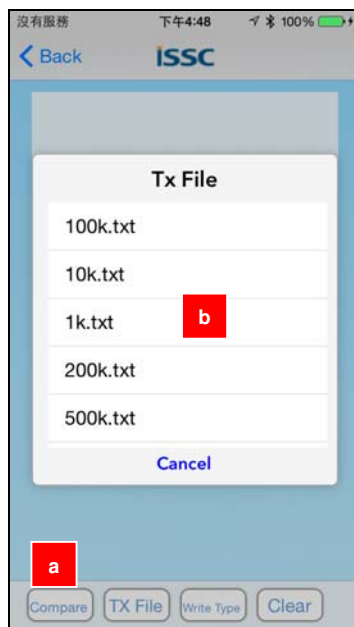 沒有服務 下午4:48 100%
Back ISSC
Tx File
100k.txt
10k.txt
1k.txt
b
200k.txt
500k.txt
Cancel
a
Compare TX File Write Type Clear